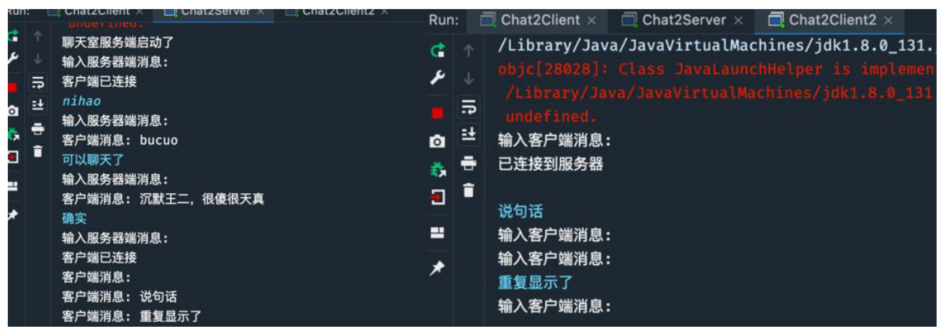 Run: Chat2Client × Chat2Server × Chat2Client2 ×
undefined.
聊天室服务端启动了
输入服务器端消息:
客户端已连接
nihao
输入服务器端消息:
客户端消息: bucuo
可以聊天了
输入服务器端消息:
客户端消息: 沉默王二，很傻很天真
确实
输入服务器端消息:
客户端已连接
客户端消息:
客户端消息: 说句话
客户端消息: 重复显示了
Run: Chat2Client × Chat2Server × Chat2Client2 ×
/Library/Java/JavaVirtualMachines/jdk1.8.0_131.
objc[28028]: Class JavaLaunchHelper is implemen
/Library/Java/JavaVirtualMachines/jdk1.8.0_131
undefined.
输入客户端消息:
已连接到服务器
说句话
输入客户端消息:
输入客户端消息:
重复显示了
输入客户端消息: